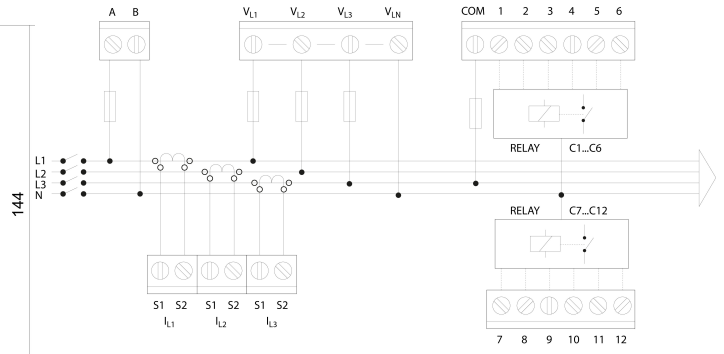 A B
VL1 VL2 VL3 VLN
COM 1 2 3 4 5 6
RELAY C1...C6
L1
L2
L3
N
144
RELAY C7...C12
S1 S2 S1 S2 S1 S2
IL1 IL2 IL3
7 8 9 10 11 12